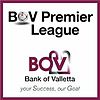 BOV Premier
League
BOV
Bank of Valletta
your Success, our Goal